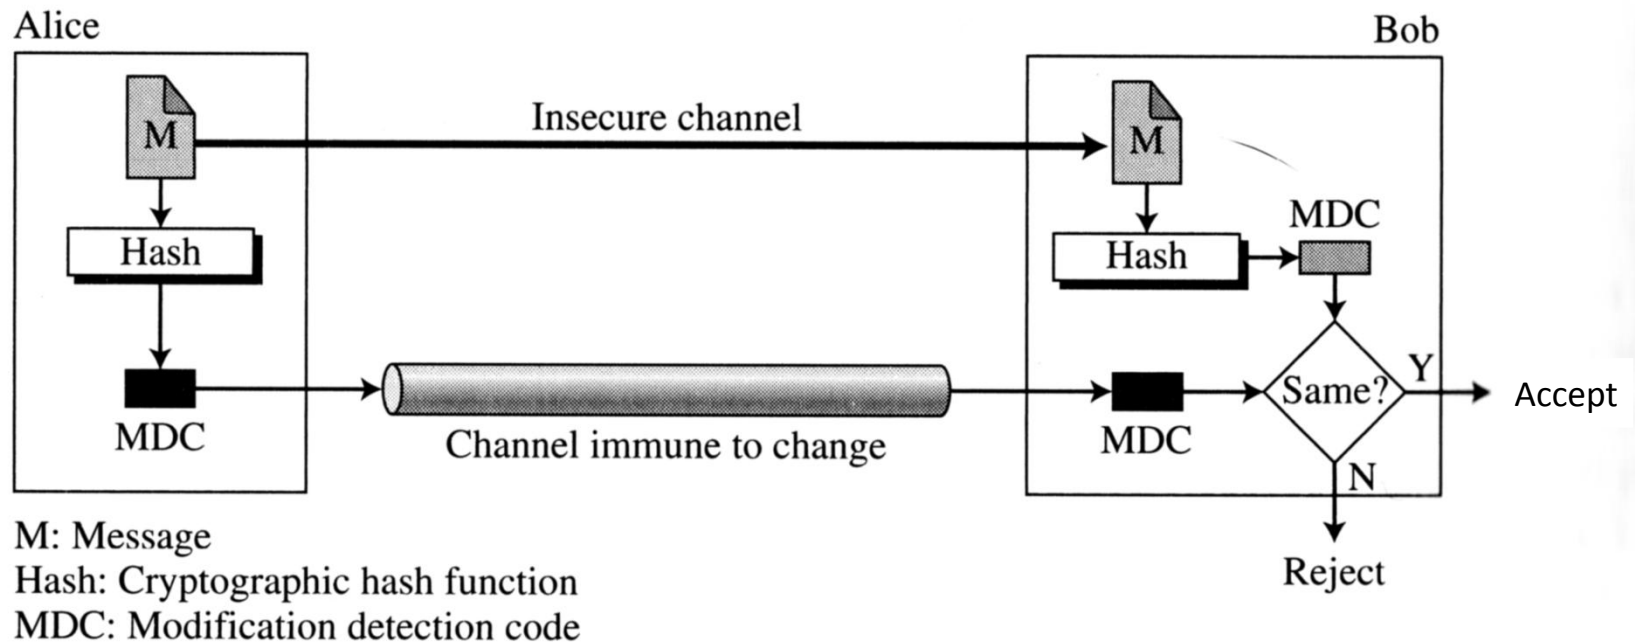 Alice
Bob
M
Insecure channel
M
MDC
Hash
Hash
Same?
Y
Accept
MDC
Channel immune to change
MDC
N
Reject
M: Message
Hash: Cryptographic hash function
MDC: Modification detection code